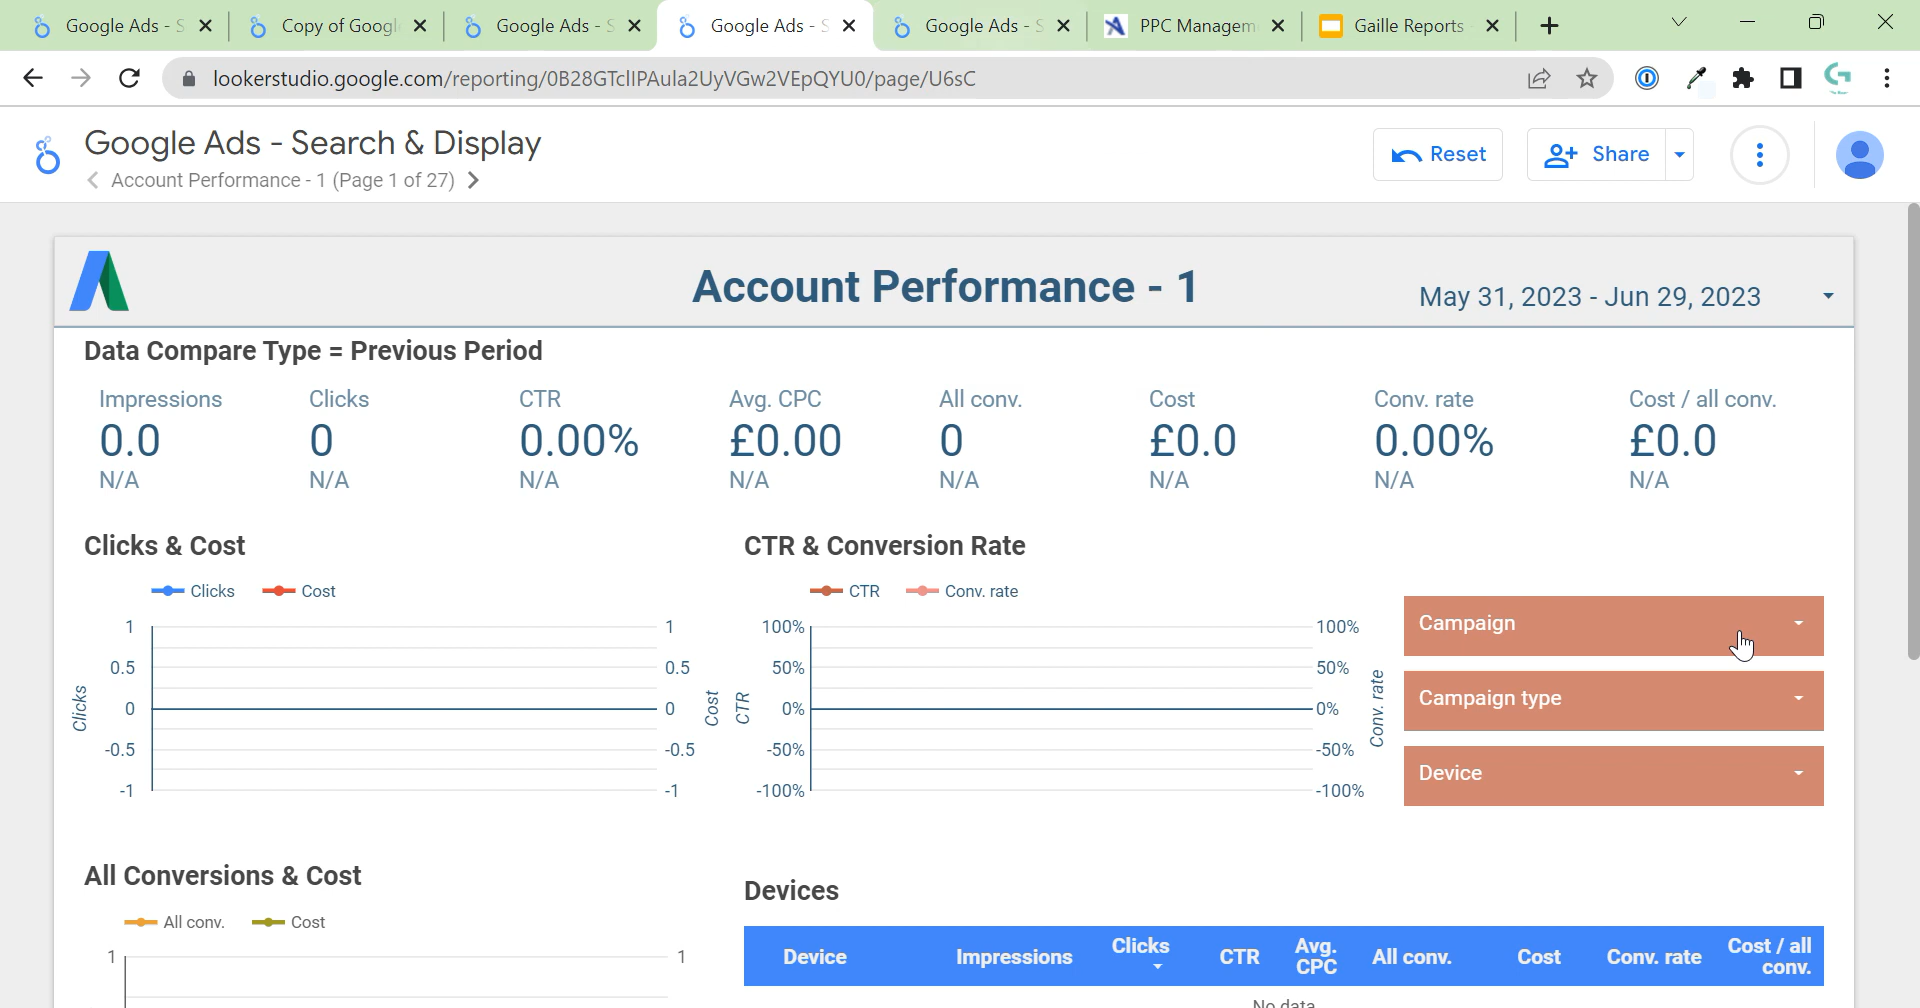 Google Ads - S
Copy of Googl
Google Ads - S
Google Ads - S
Google Ads - S
PPC Managem
Gaille Reports
lookerstudio.google.com/reporting/0B28GTclIPAula2UyVGw2VEpQYU0/page/U6sC
Google Ads - Search & Display
Account Performance - 1 (Page 1 of 27)
Reset
Share
Account Performance - 1
May 31, 2023 - Jun 29, 2023
Data Compare Type = Previous Period
Impressions Clicks CTR Avg. CPC All conv. Cost Conv. rate Cost / all conv.
0.0 0 0.00% £0.00 0 £0.0 0.00% £0.0
N/A N/A N/A N/A N/A N/A N/A N/A
Clicks & Cost
Clicks Cost
1 1
0.5 0.5
0 0
-0.5 -0.5
-1 -1
Clicks
Cost
CTR & Conversion Rate
CTR Conv. rate
100% 100%
50% 50%
0% 0%
-50% -50%
-100% -100%
CTR
Conv. rate
Campaign
Campaign type
Device
All Conversions & Cost
All conv. Cost
1 1
Devices
Device Impressions Clicks CTR Avg. CPC All conv. Cost Conv. rate Cost / all conv.
No data